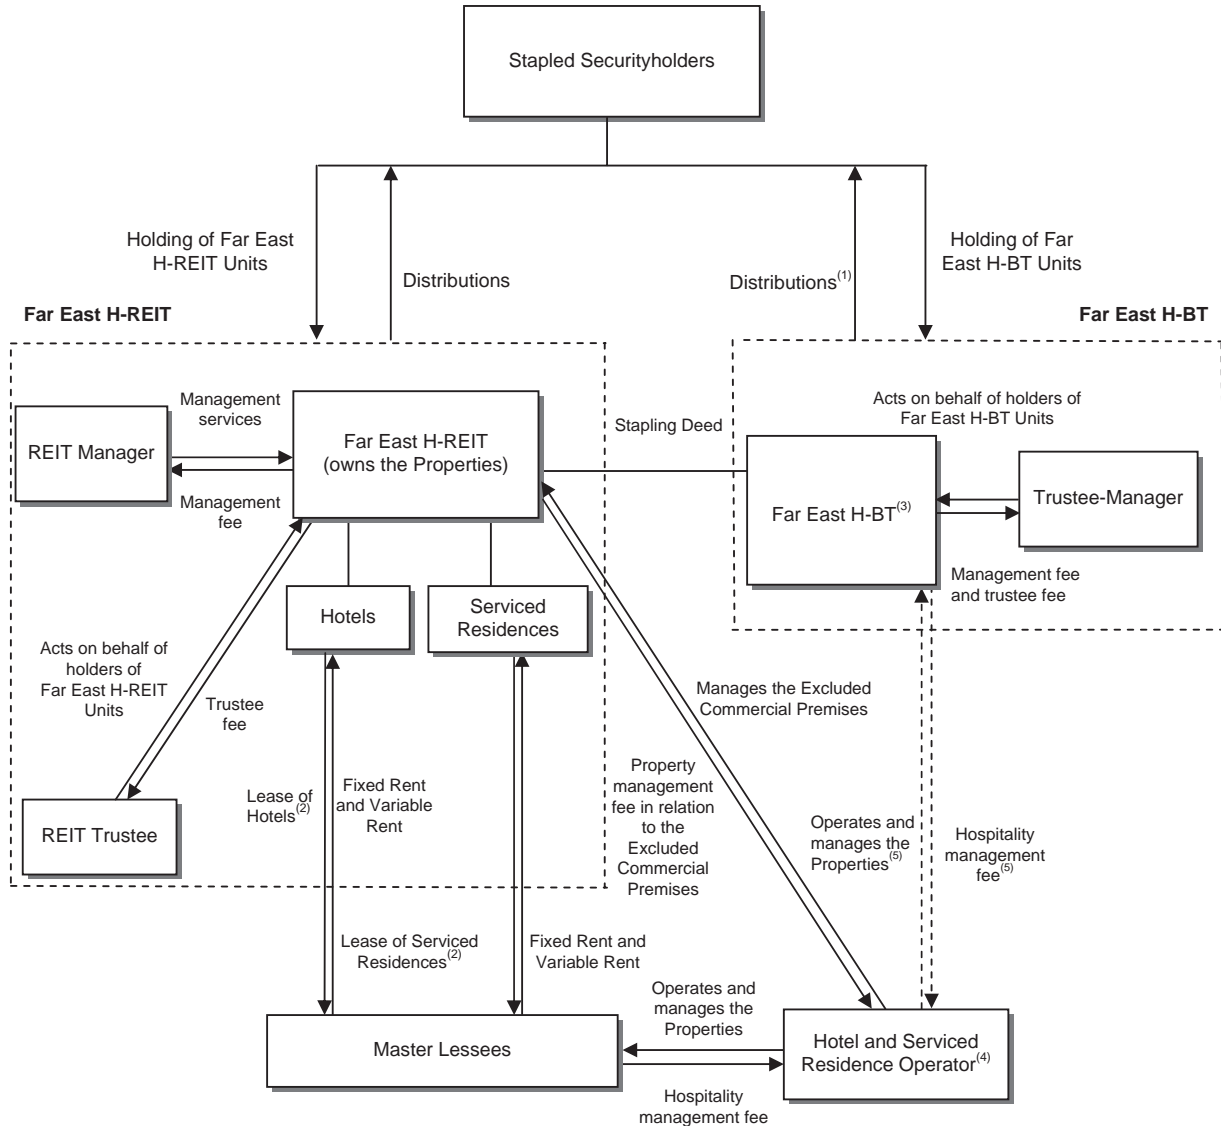 Stapled Securityholders
Holding of Far East
H-REIT Units
Distributions
Distributions(1)
Holding of Far
East H-BT Units
Far East H-REIT
Far East H-BT
Management
services
REIT Manager
Management
fee
Far East H-REIT
(owns the Properties)
Stapling Deed
Acts on behalf of holders of
Far East H-BT Units
Far East H-BT(3)
Trustee-Manager
Management fee
and trustee fee
Hotels
Serviced
Residences
Acts on behalf of
holders of
Far East H-REIT
Units
Trustee
fee
REIT Trustee
Lease of
Hotels(2)
Fixed Rent
and Variable
Rent
Manages the Excluded
Commercial Premises
Property
management
fee in relation
to the
Excluded
Commercial
Premises
Operates and
manages the
Properties(5)
Hospitality
management
fee(5)
Lease of Serviced
Residences(2)
Fixed Rent and
Variable Rent
Master Lessees
Operates and
manages the
Properties
Hospitality
management fee
Hotel and Serviced
Residence Operator(4)